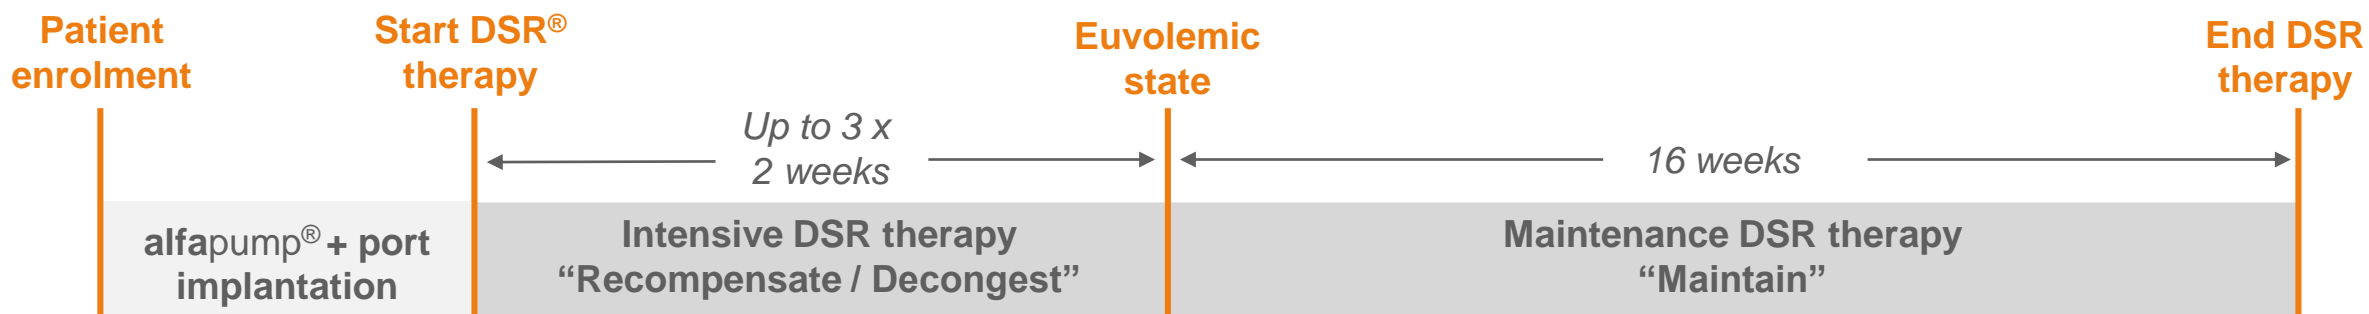 Patient
enrolment
Start DSR®
therapy
Euvolemic
state
End DSR
therapy
Up to 3 x
2 weeks
16 weeks
alfapump® + port
implantation
Intensive DSR therapy
“Recompensate / Decongest”
Maintenance DSR therapy
“Maintain”